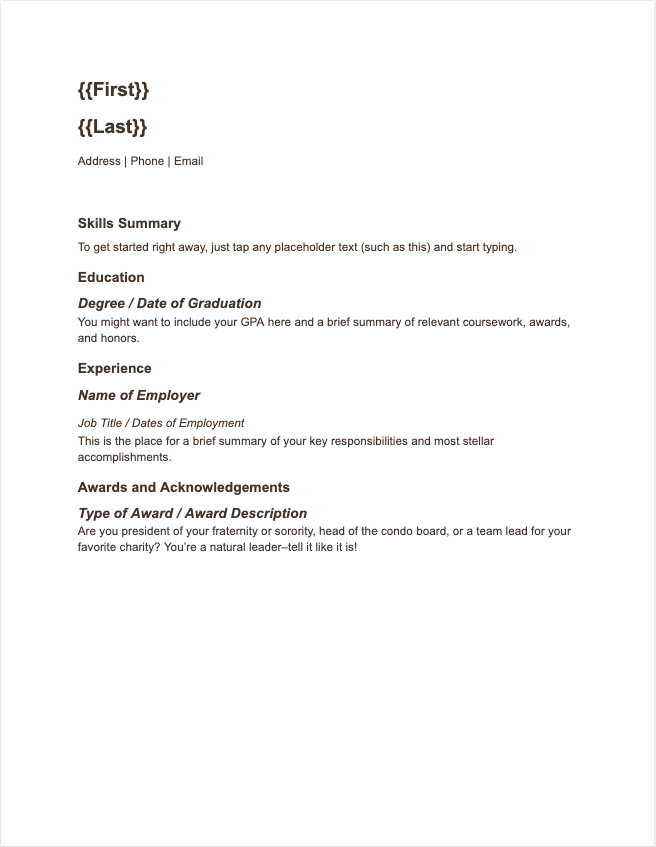 {{First}}
{{Last}}
Address | Phone | Email
Skills Summary
To get started right away, just tap any placeholder text (such as this) and start typing.
Education
Degree / Date of Graduation
You might want to include your GPA here and a brief summary of relevant coursework, awards,
and honors.
Experience
Name of Employer
Job Title / Dates of Employment
This is the place for a brief summary of your key responsibilities and most stellar
accomplishments.
Awards and Acknowledgements
Type of Award / Award Description
Are you president of your fraternity or sorority, head of the condo board, or a team lead for your
favorite charity? You’re a natural leader–tell it like it is!